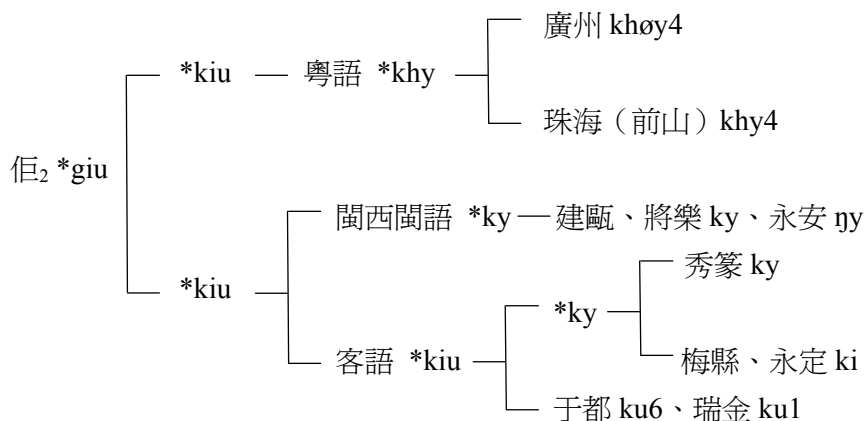 廣州 khøy4
*kiu 粵語 *khy
珠海（前山）khy4
佢₂ *giu
閩西閩語 *ky 建甌、將樂 ky、永安 ŋy
秀篆 ky
*kiu *ky
客語 *kiu 梅縣、永定 ki
于都 ku6、瑞金 ku1